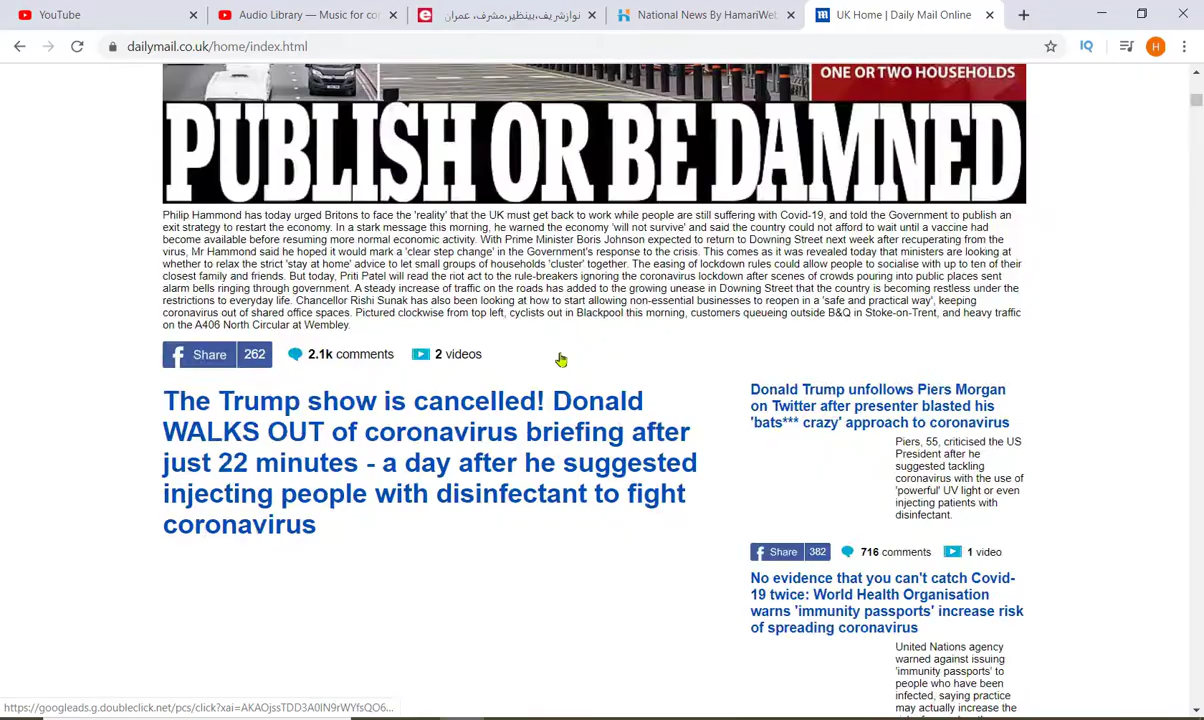 YouTube
Audio Library — Music for co
نوازشریف،بینظیر،مشرف، عمران
National News By HamariWeb
UK Home | Daily Mail Online
dailymail.co.uk/home/index.html
IQ
H
ONE OR TWO HOUSEHOLDS
PUBLISH OR BE DAMNED
Philip Hammond has today urged Britons to face the 'reality' that the UK must get back to work while people are still suffering with Covid-19, and told the Government to publish an
exit strategy to restart the economy. In a stark message this morning, he warned the economy 'will not survive' and said the country could not afford to wait until a vaccine had
become available before resuming more normal economic activity. With Prime Minister Boris Johnson expected to return to Downing Street next week after recuperating from the
virus, Mr Hammond said he hoped it would mark a 'clear step change' in the Government's response to the crisis. This comes as it was revealed today that ministers are looking at
whether to relax the strict 'stay at home' advice to let small groups of households 'cluster' together. The easing of lockdown rules could allow people to socialise with up to ten of their
closest family and friends. But today, Priti Patel will read the riot act to the rule-breakers ignoring the coronavirus lockdown after scenes of crowds pouring into public places sent
alarm bells ringing through government. A steady increase of traffic on the roads has added to the growing unease in Downing Street that the country is becoming restless under the
restrictions to everyday life. Chancellor Rishi Sunak has also been looking at how to start allowing non-essential businesses to reopen in a 'safe and practical way', keeping
coronavirus out of shared office spaces. Pictured clockwise from top left, cyclists out in Blackpool this morning, customers queueing outside B&Q in Stoke-on-Trent, and heavy traffic
on the A406 North Circular at Wembley.
f Share 262 2.1k comments 2 videos
The Trump show is cancelled! Donald
WALKS OUT of coronavirus briefing after
just 22 minutes - a day after he suggested
injecting people with disinfectant to fight
coronavirus
Donald Trump unfollows Piers Morgan
on Twitter after presenter blasted his
'bats*** crazy' approach to coronavirus
Piers, 55, criticised the US
President after he
suggested tackling
coronavirus with the use of
'powerful' UV light or even
injecting patients with
disinfectant.
f Share 382 716 comments 1 video
No evidence that you can't catch Covid-
19 twice: World Health Organisation
warns 'immunity passports' increase risk
of spreading coronavirus
United Nations agency
warned against issuing
'immunity passports' to
people who have been
infected, saying practice
may actually increase the
https://googleads.g.doubleclick.net/pcs/click?xai=AKAOjssTDD3A0IN9rWYfsQO6...